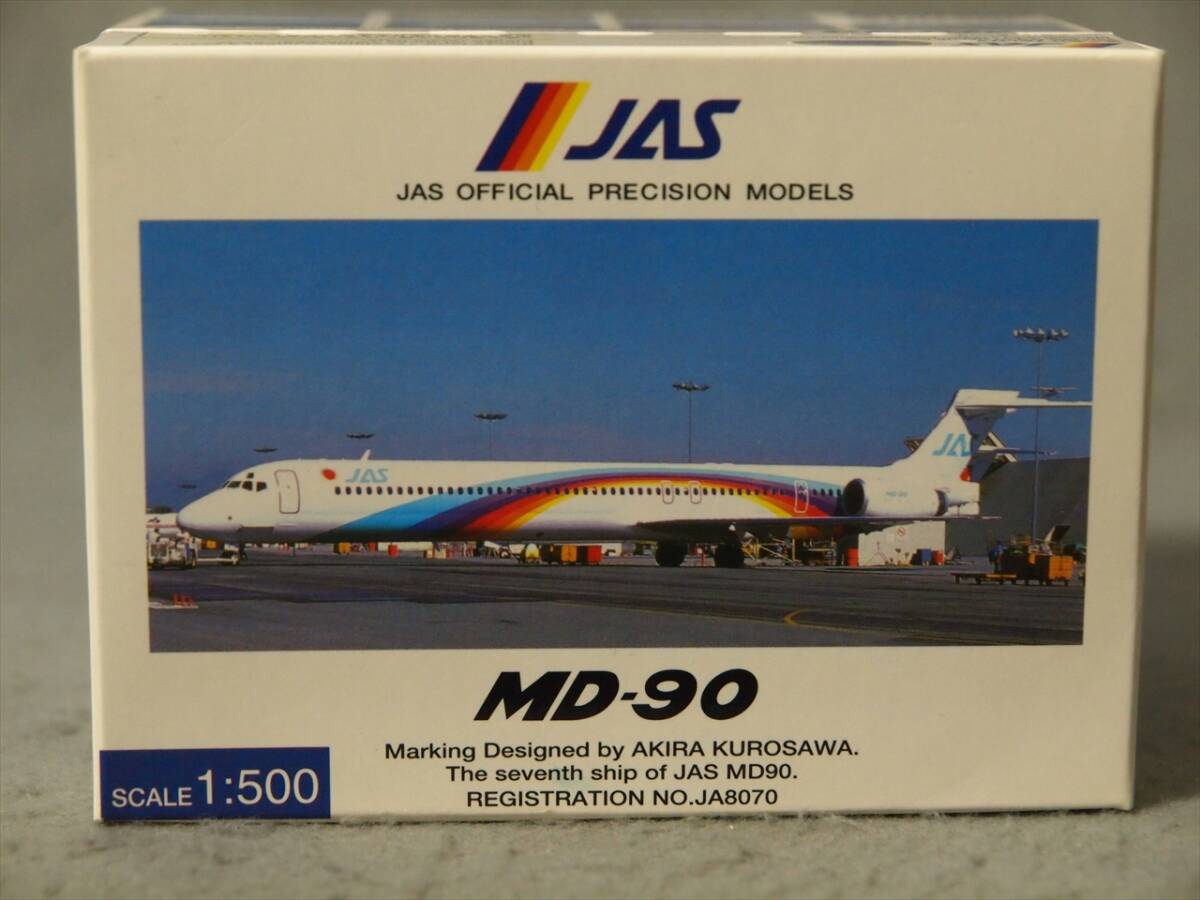 JAS
JAS OFFICIAL PRECISION MODELS
JAS
JAS
MD-90
Marking Designed by AKIRA KUROSAWA.
The seventh ship of JAS MD90.
REGISTRATION NO.JA8070
SCALE 1:500